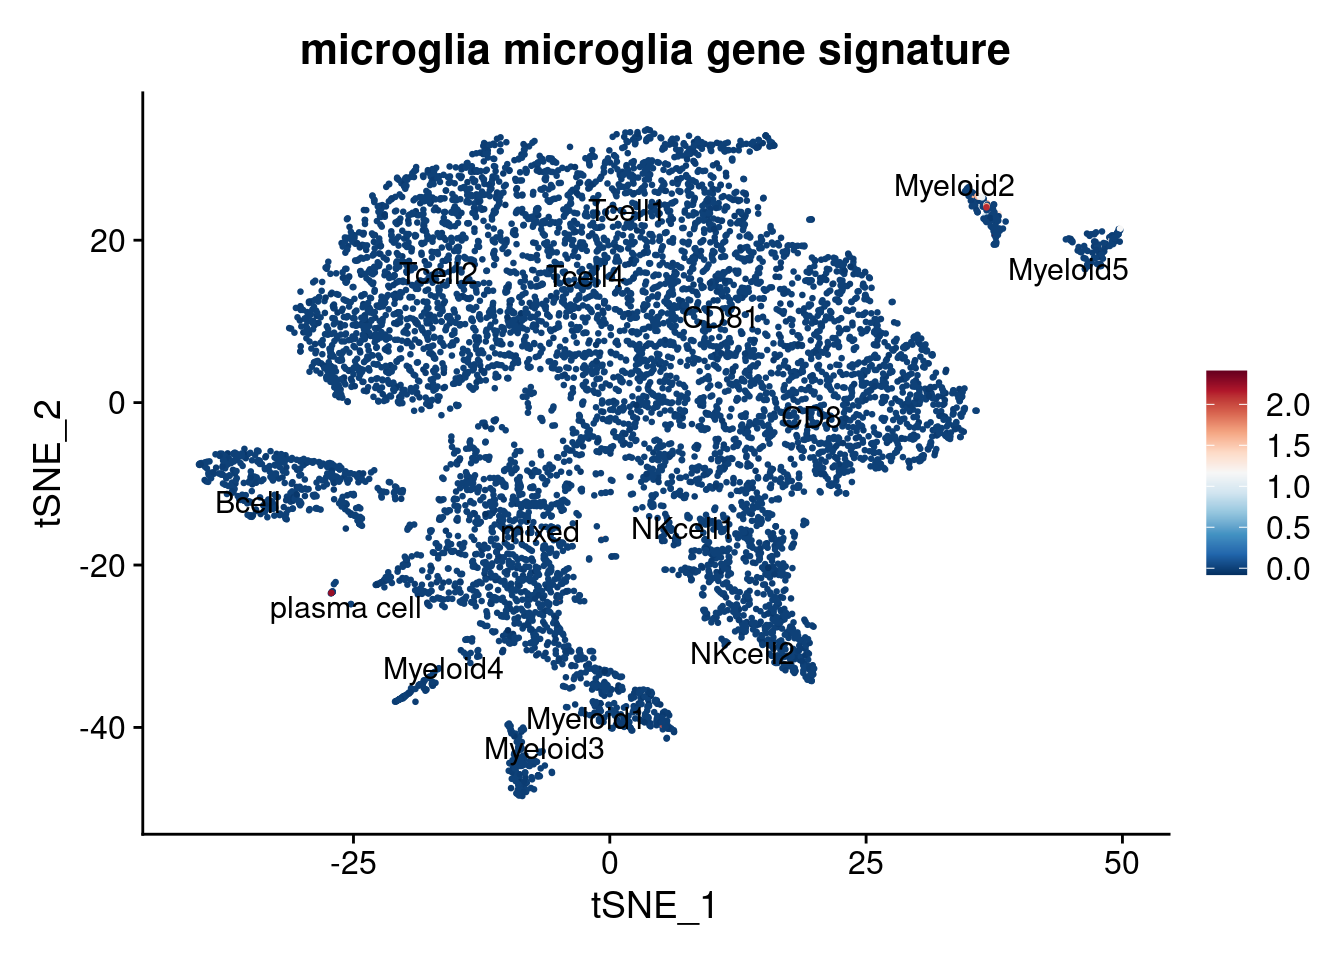 microglia microglia gene signature
Myeloid2
Tcell1
20
Tcell2
Tcell4
Myeloid5
CD81
2.0
0
CD8
1.5
1.0
tSNE_2
Bcell
mixed
NKcell1
0.5
-20
0.0
plasma cell
NKcell2
Myeloid4
-40
Myeloid1
Myeloid3
-25
0
25
50
tSNE_1